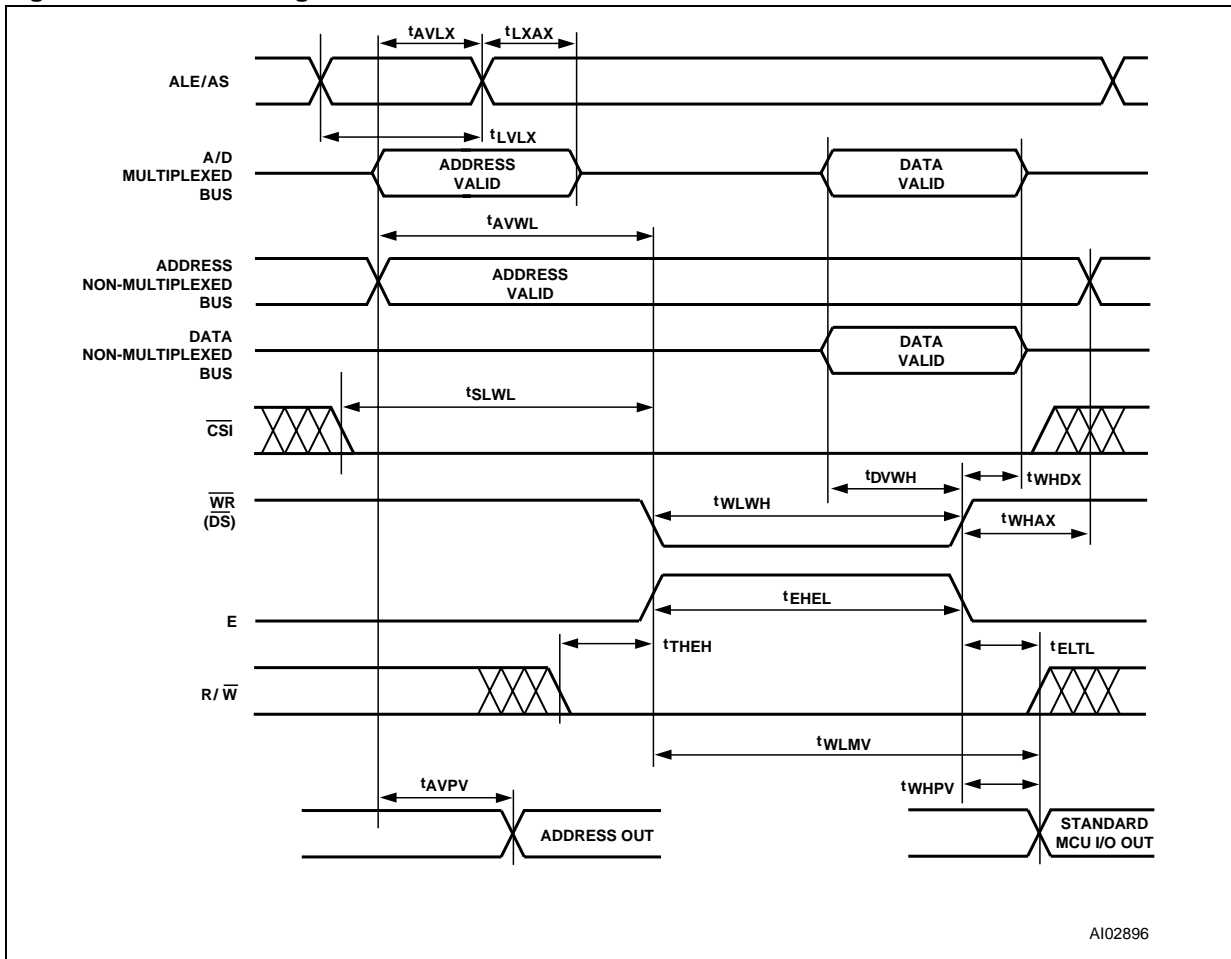 tAVLX
tLXAX
ALE/AS
tLVLX
A/D
MULTIPLEXED
BUS
ADDRESS
VALID
DATA
VALID
tAVWL
ADDRESS
NON-MULTIPLEXED
BUS
ADDRESS
VALID
DATA
NON-MULTIPLEXED
BUS
DATA
VALID
tSLWL
CSI
tDVWH
tWHDX
WR
(DS)
tWLWH
tWHAX
tEHEL
E
tTHEH
tELTL
R/ W
tWLMV
tAVPV
tWHPV
ADDRESS OUT
STANDARD
MCU I/O OUT
AI02896